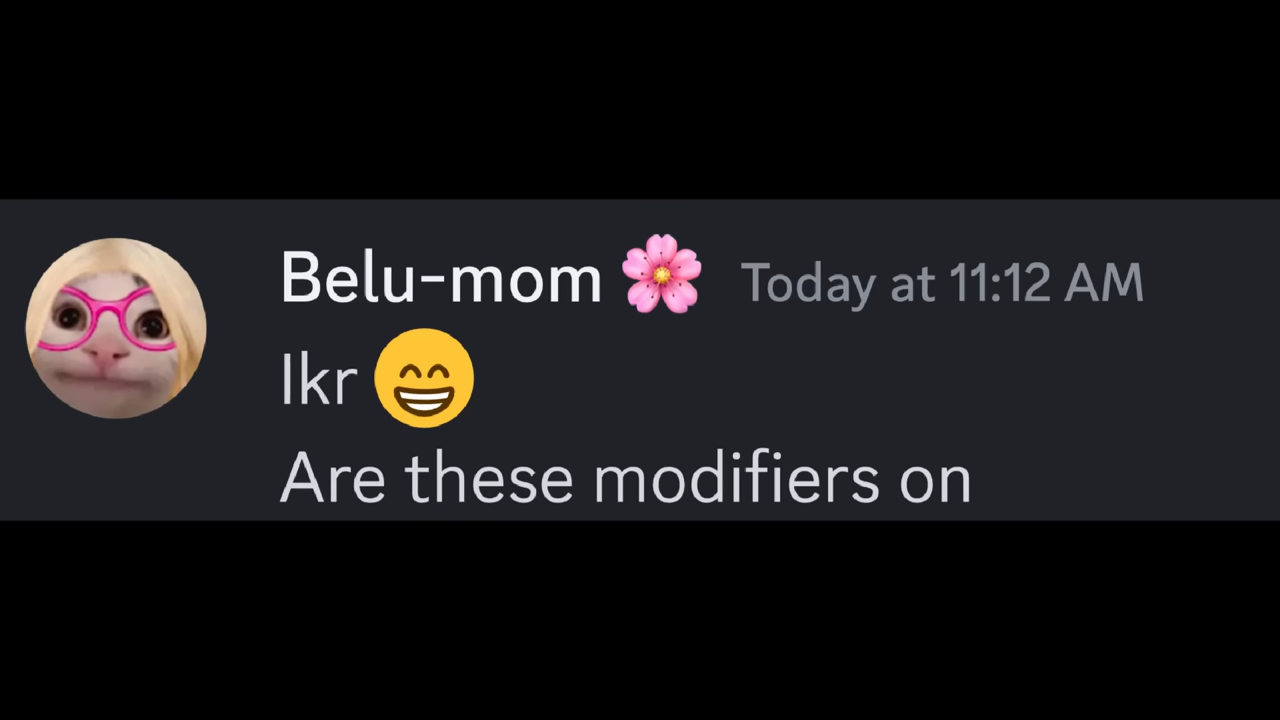 Belu-mom 🌸 Today at 11:12 AM
Ikr 😁
Are these modifiers on